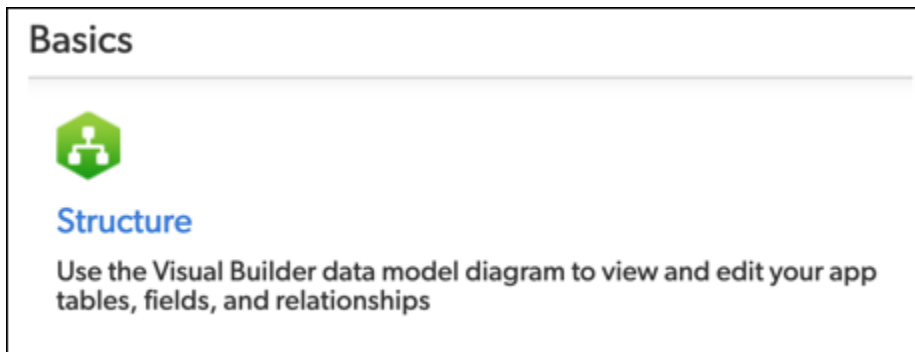 Basics
Structure
Use the Visual Builder data model diagram to view and edit your app
tables, fields, and relationships